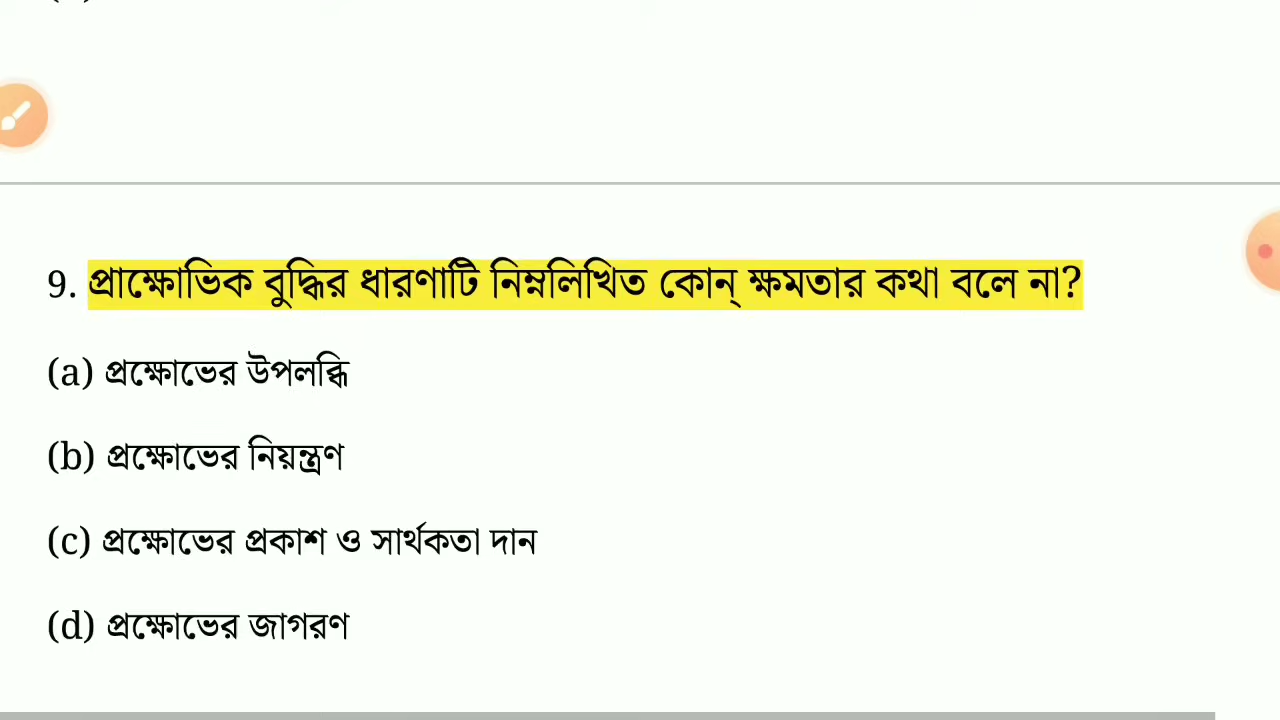 9. প্রাক্ষোভিক বুদ্ধির ধারণাটি নিম্নলিখিত কোন্ ক্ষমতার কথা বলে না?
(a) প্রক্ষোভের উপলব্ধি
(b) প্রক্ষোভের নিয়ন্ত্রণ
(c) প্রক্ষোভের প্রকাশ ও সার্থকতা দান
(d) প্রক্ষোভের জাগরণ